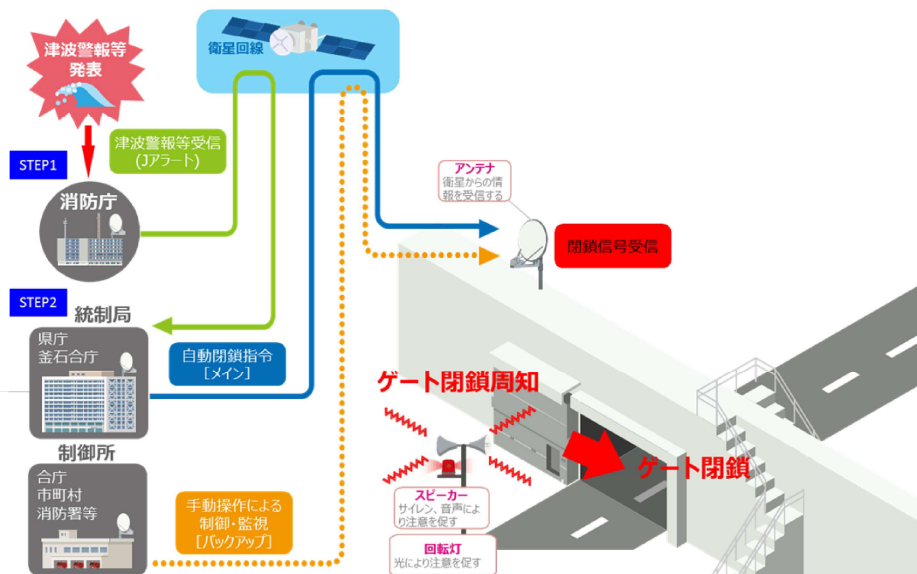 津波警報等
発表
衛星回線
津波警報等受信
(Jアラート)
STEP1
消防庁
アンテナ
衛星からの情
報を受信する
閉鎖信号受信
STEP2
統制局
県庁
釜石合庁
自動閉鎖指令
[メイン]
ゲート閉鎖周知
ゲート閉鎖
制御所
合庁
市町村
消防署等
手動操作による
制御・監視
[バックアップ]
スピーカー
サイレン、音声によ
り注意を促す
回転灯
光により注意を促す